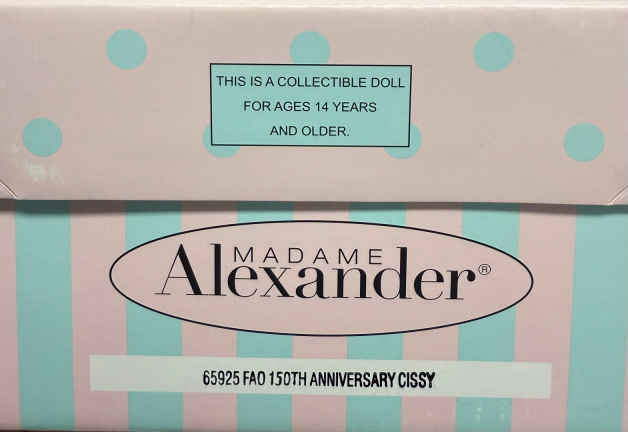 THIS IS A COLLECTIBLE DOLL
FOR AGES 14 YEARS
AND OLDER.
MADAME
Alexander®
65925 FAO 150TH ANNIVERSARY CISSY